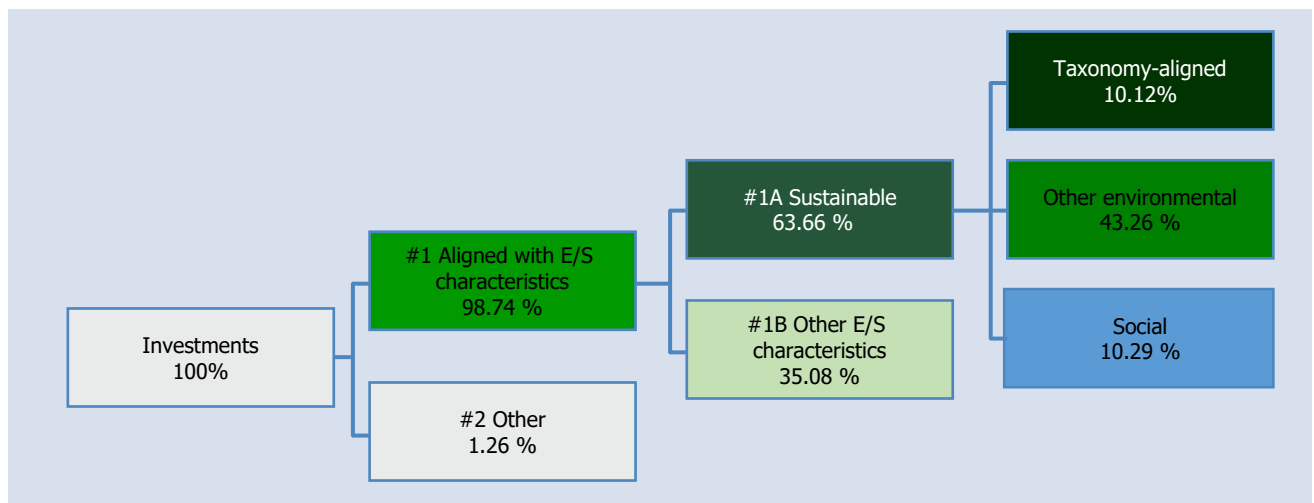 Investments
100%
#1 Aligned with E/S
characteristics
98.74 %
#2 Other
1.26 %
#1A Sustainable
63.66 %
#1B Other E/S
characteristics
35.08 %
Taxonomy-aligned
10.12%
Other environmental
43.26 %
Social
10.29 %